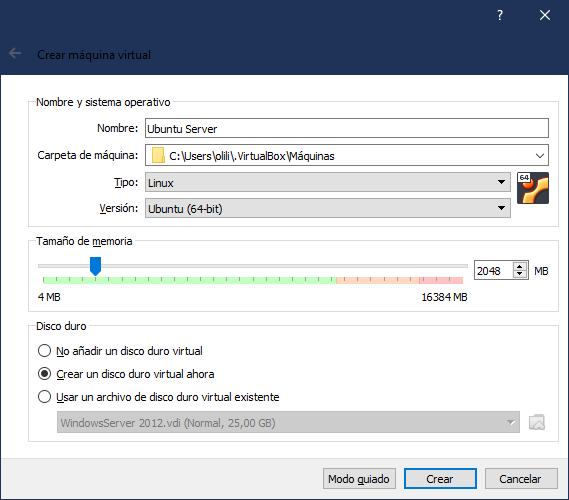 ?
Crear máquina virtual
Nombre y sistema operativo
Nombre: Ubuntu Server
Carpeta de máquina: C:\Users\olili\.VirtualBox\Máquinas
Tipo: Linux
64
Versión: Ubuntu (64-bit)
Tamaño de memoria
2048 MB
4 MB 16384 MB
Disco duro
No añadir un disco duro virtual
Crear un disco duro virtual ahora
Usar un archivo de disco duro virtual existente
WindowsServer 2012.vdi (Normal, 25,00 GB)
Modo guiado Crear Cancelar